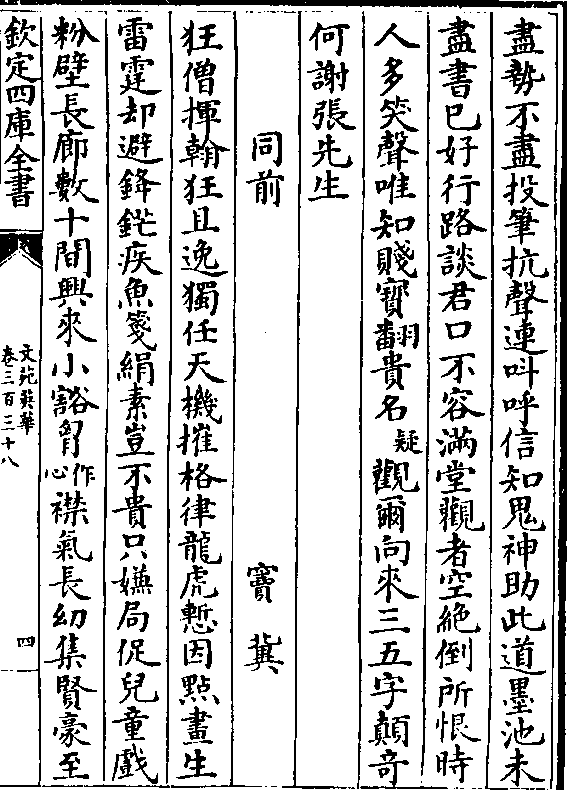 盡勢不盡投筆抗聲連呌呼信知鬼神助此道墨池未
盡書已好行路談君口不容滿堂觀者空絶倒所恨時
人多笑聲唯知賤寳翻貴名疑觀爾向來三五字顛奇
何謝張先生
同前 竇兾
狂僧揮翰狂且逸獨任天機摧格律龍虎慙因點畫生
雷霆却避鋒鋩疾魚箋絹素豈不貴只嫌局促兒童戲
粉壁長廊數十間興來小豁胷作心襟氣長幼集賢豪至
欽定四庫全書
文苑英華
卷三百三十八
四